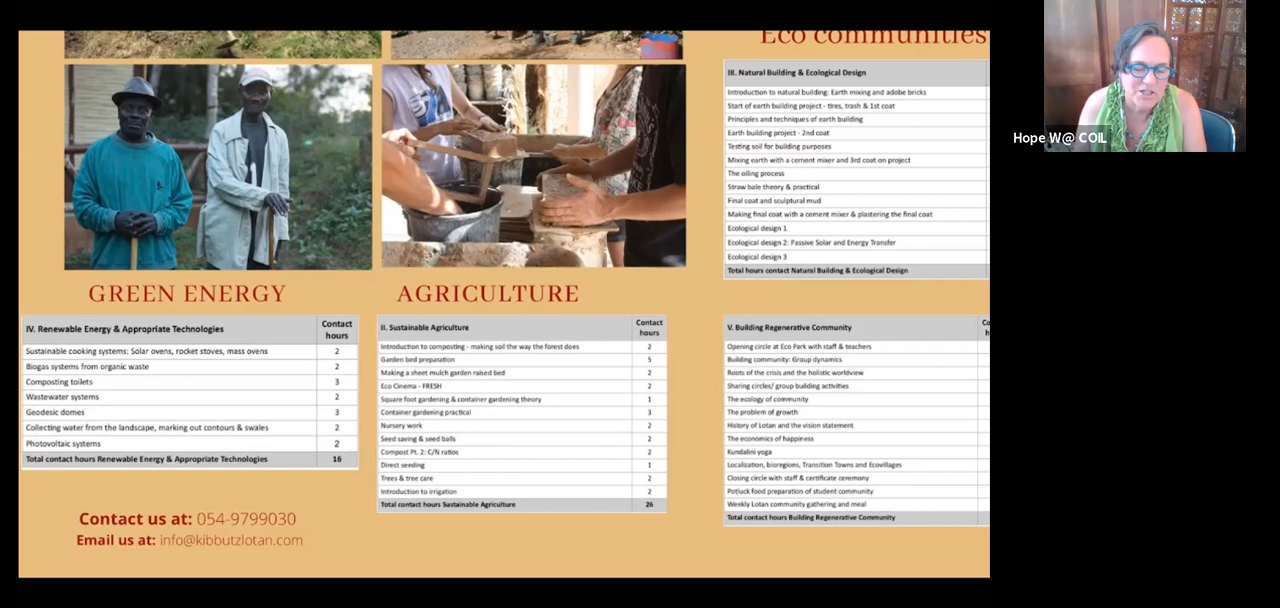 Eco communities
III. Natural Building & Ecological Design
Introduction to natural building: Earth mixing and adobe bricks
Start of earth building project - tires, trash & 1st coat
Principles and techniques of earth building
Earth building project - 2nd coat
Testing soil for building purposes
Mixing earth with a cement mixer and 3rd coat on project
The oiling process
Straw bale theory & practical
Final coat and sculptural mud
Making final coat with a cement mixer & plastering the final coat
Ecological design 1
Ecological design 2: Passive Solar and Energy Transfer
Ecological design 3
Total hours contact Natural Building & Ecological Design
GREEN ENERGY
IV. Renewable Energy & Appropriate Technologies Contact hours
Sustainable cooking systems: Solar ovens, rocket stoves, mass ovens 2
Biogas systems from organic waste 2
Composting toilets 3
Wastewater systems 2
Geodesic domes 3
Collecting water from the landscape, marking out contours & swales 2
Photovoltaic systems 2
Total contact hours Renewable Energy & Appropriate Technologies 16
Contact us at: 054-9799030
Email us at: info@kibbutzlotan.com
AGRICULTURE
II. Sustainable Agriculture Contact hours
Introduction to composting - making soil the way the forest does 2
Garden bed preparation 5
Making a sheet mulch garden raised bed 2
Eco Cinema - FRESH 2
Square foot gardening & container gardening theory 1
Container gardening practical 3
Nursery work 2
Seed saving & seed balls 2
Compost Pt. 2: C/N ratios 2
Direct seeding 1
Trees & tree care 2
Introduction to irrigation 2
Total contact hours Sustainable Agriculture 26
V. Building Regenerative Community
Opening circle at Eco Park with staff & teachers
Building community: Group dynamics
Roots of the crisis and the holistic worldview
Sharing circles/ group building activities
The ecology of community
The problem of growth
History of Lotan and the vision statement
The economics of happiness
Kundalini yoga
Localization, bioregions, Transition Towns and Ecovillages
Closing circle with staff & certificate ceremony
Potluck food preparation of student community
Weekly Lotan community gathering and meal
Total contact hours Building Regenerative Community
Hope W@ COIL